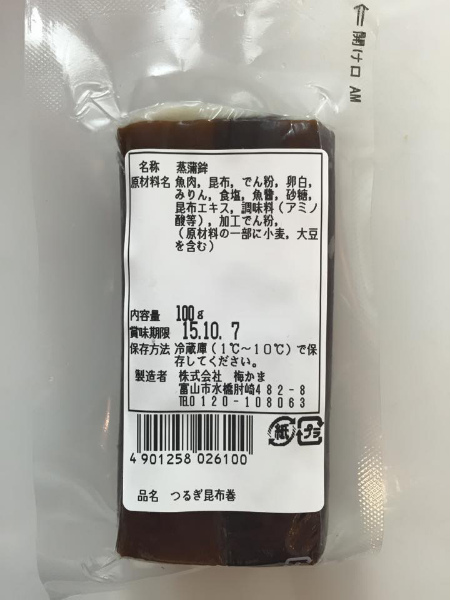 ⇧開け口 AM
名称 蒸蒲鉾
原材料名 魚肉, 昆布, でん粉, 卵白,
みりん, 食塩, 魚醤, 砂糖,
昆布エキス, 調味料(アミノ
酸等), 加工でん粉,
(原材料の一部に小麦, 大豆
を含む)
内容量 100g
賞味期限 15.10. 7
保存方法 冷蔵庫(1℃～10℃)で保
存してください。
製造者 株式会社 梅かま
富山市水橋肘崎482-8
TEL0120-108063
紙 プラ
4 901258 026100
品名 つるぎ昆布巻